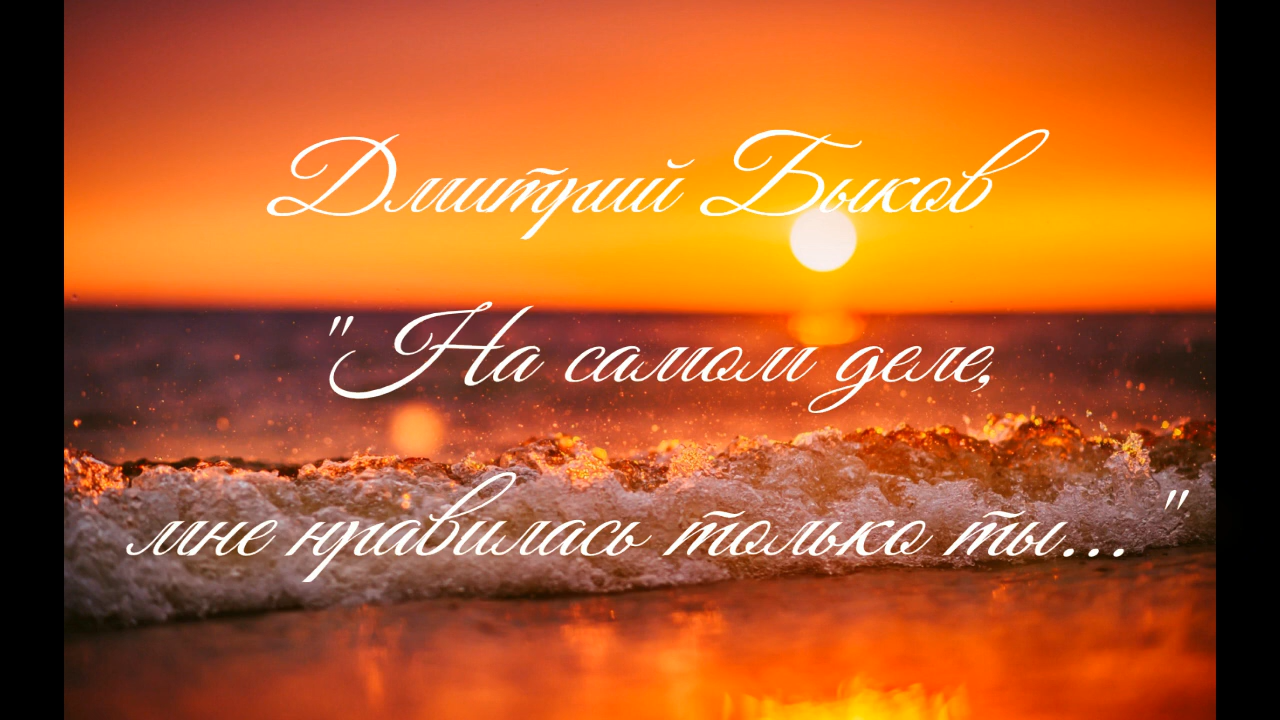 Дмитрий Быков
"На самом деле,
мне нравилась только ты..."